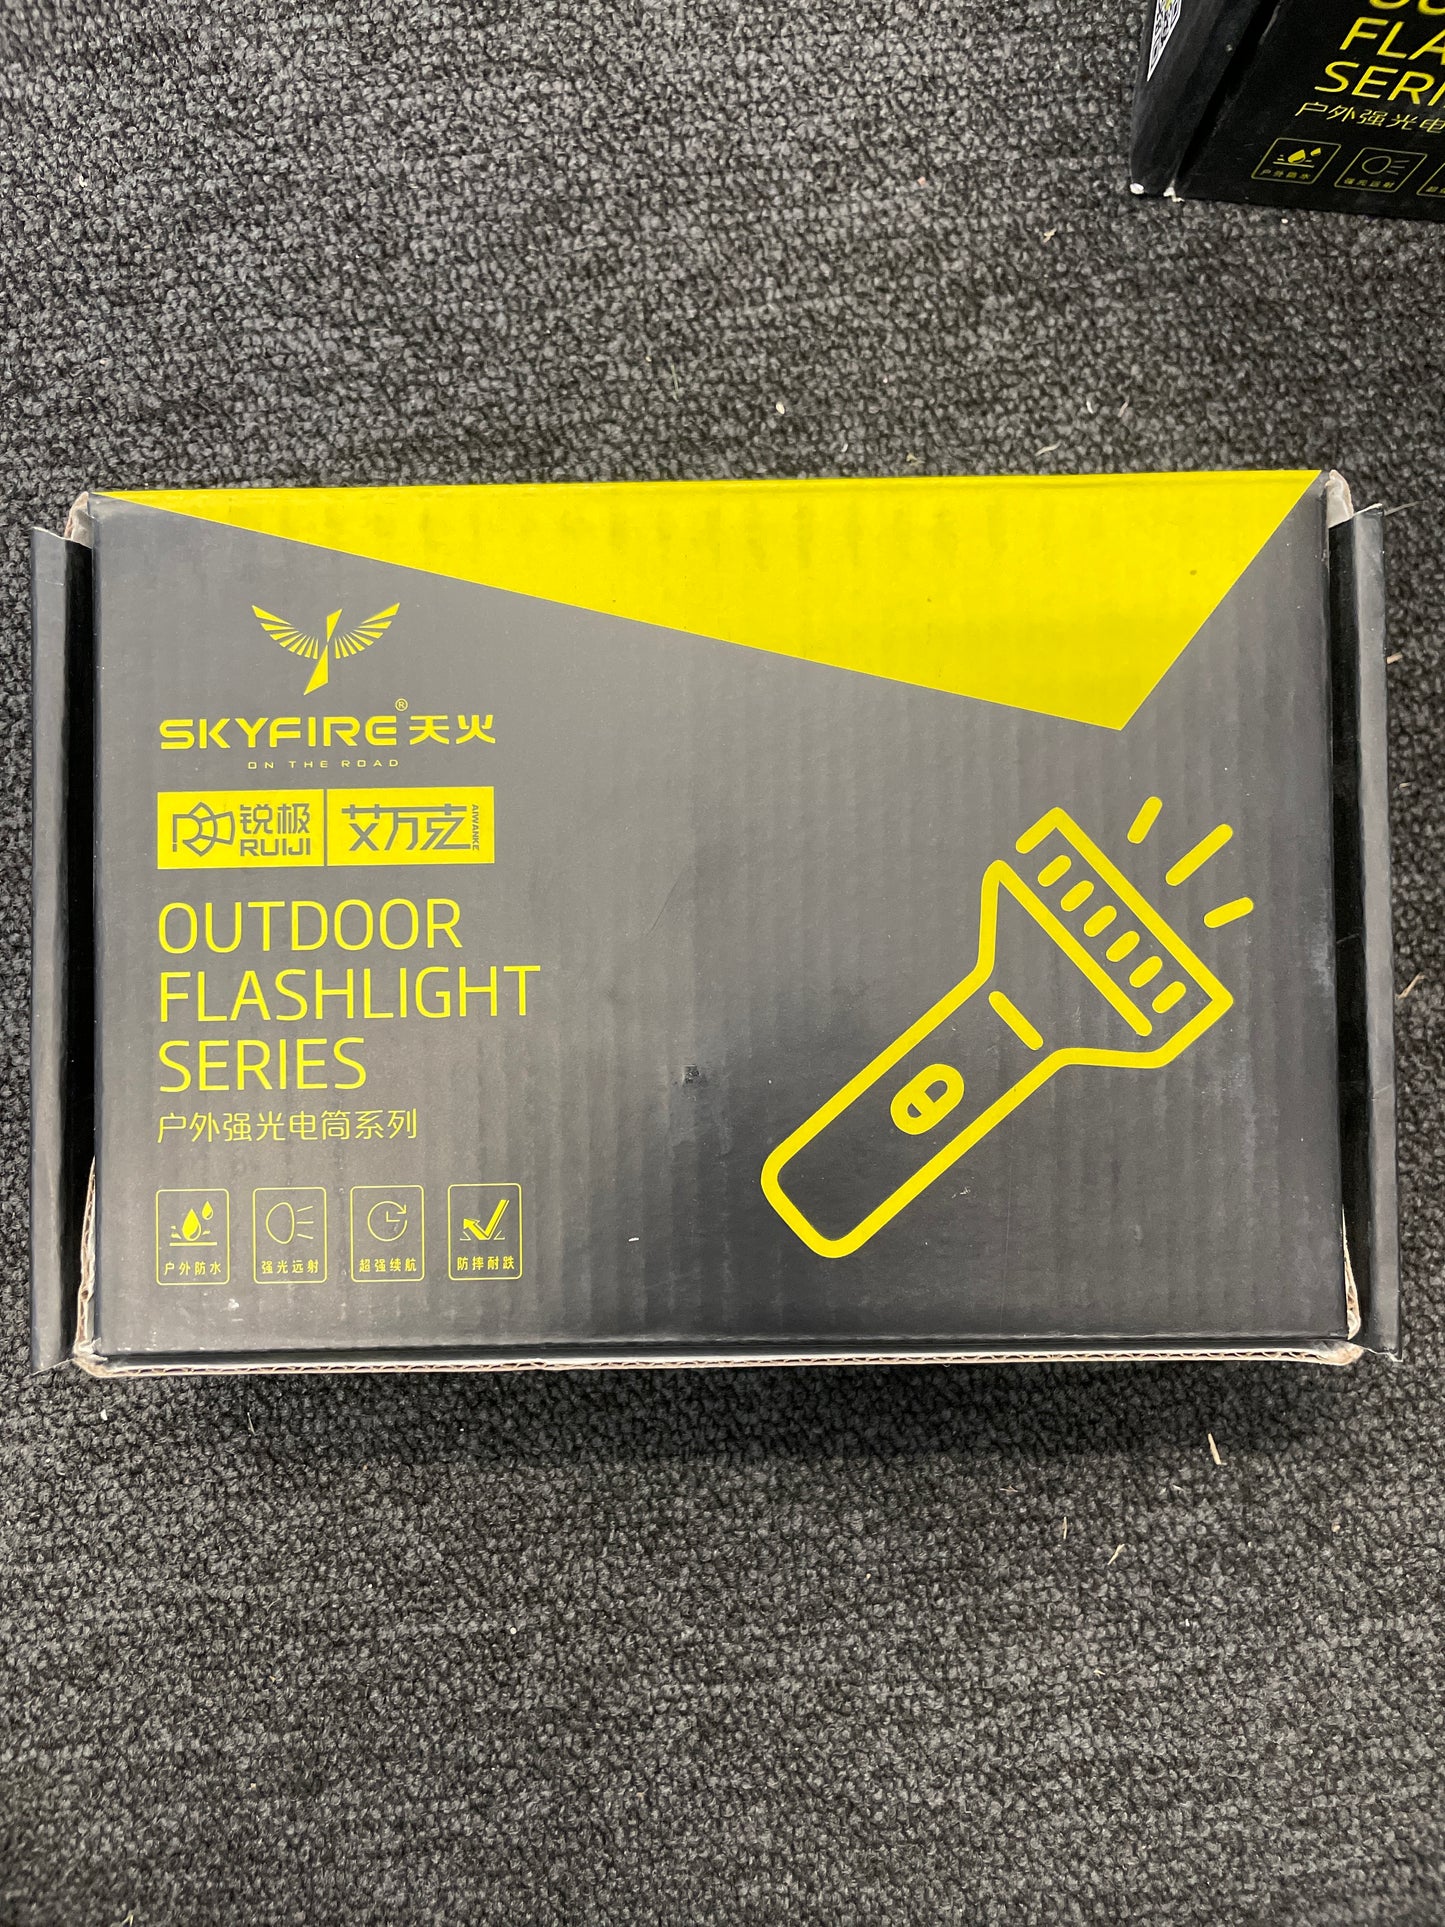 SKYFIRE® 天火
ON THE ROAD
锐极
RUIJI
艾万克
AIWANKE
OUTDOOR
FLASHLIGHT
SERIES
户外强光电筒系列
户外防水
强光远射
超强续航
防摔耐跌
FLA
SERI
户外强光电
户外防水
强光远射